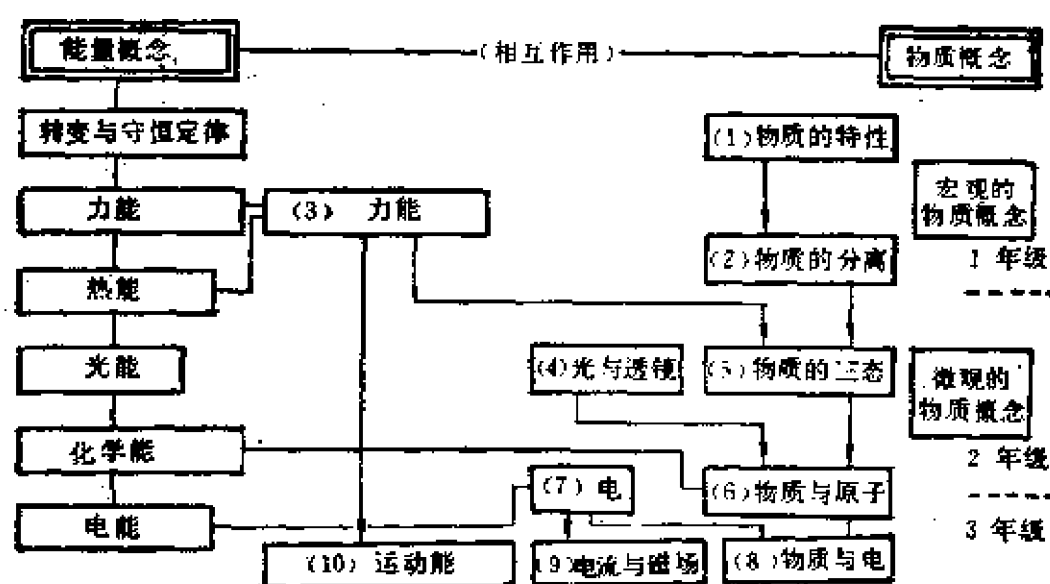 能量概念
(相互作用)
物质概念
转变与守恒定律
(1)物质的特性
宏观的
物质概念
力能
(3) 力能
(2)物质的分离
1 年级
热能
光能
(4)光与透镜
(5)物质的三态
微观的
物质概念
化学能
2 年级
(7) 电
(6)物质与原子
电能
3 年级
(10) 运动能
(9)电流与磁场
(8)物质与电